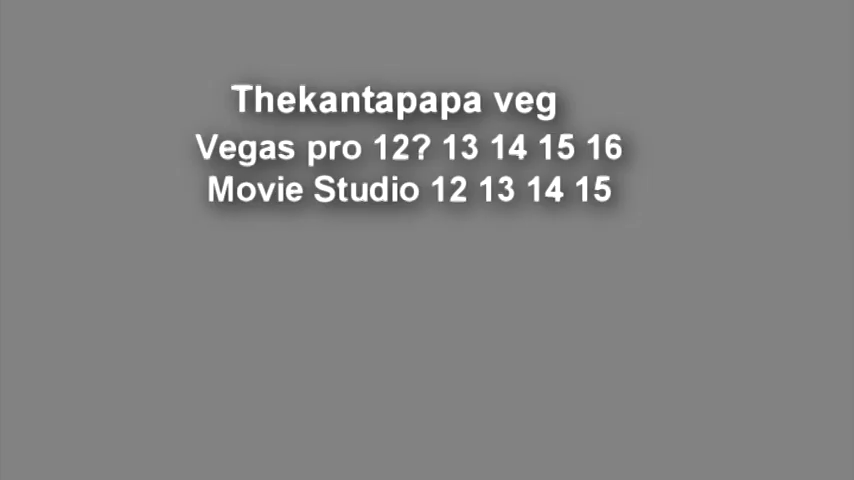 Thekantapapa veg
Vegas pro 12? 13 14 15 16
Movie Studio 12 13 14 15